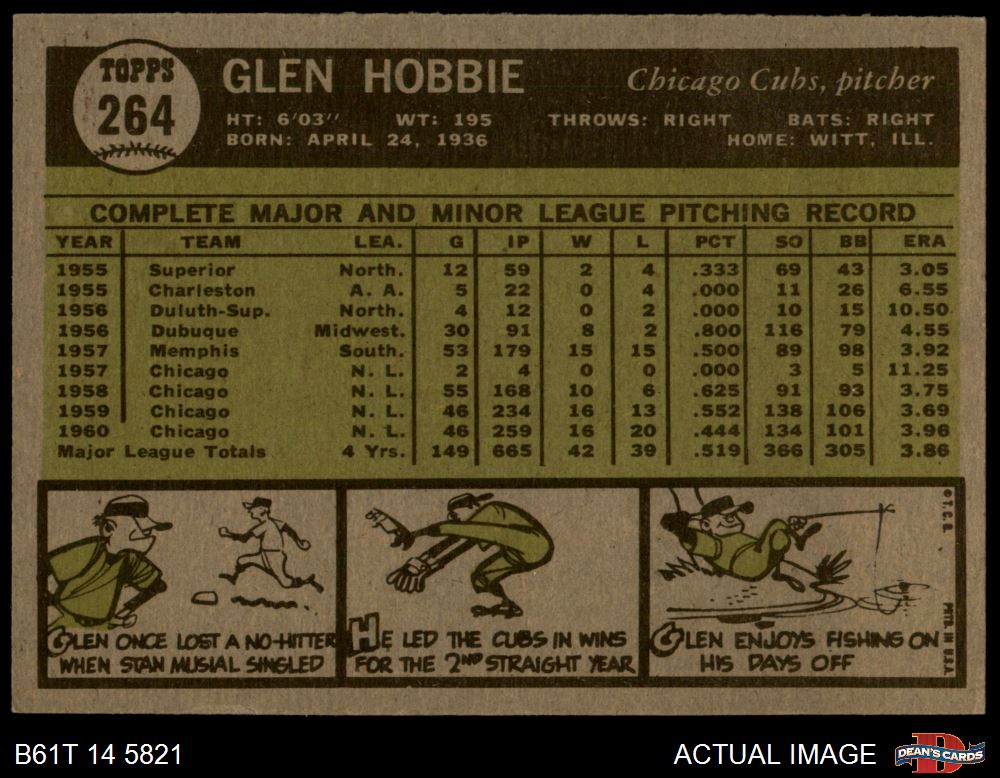 TOPPS
264
GLEN HOBBIE Chicago Cubs, pitcher
HT: 6'03" WT: 195 THROWS: RIGHT BATS: RIGHT
BORN: APRIL 24, 1936 HOME: WITT, ILL.
COMPLETE MAJOR AND MINOR LEAGUE PITCHING RECORD
YEAR TEAM LEA. G IP W L PCT SO BB ERA
1955 Superior North. 12 59 2 4 .333 69 43 3.05
1955 Charleston A. A. 5 22 0 4 .000 11 26 6.55
1956 Duluth-Sup. North. 4 12 0 2 .000 10 15 10.50
1956 Dubuque Midwest. 30 91 8 2 .800 116 79 4.55
1957 Memphis South. 53 179 15 15 .500 89 98 3.92
1957 Chicago N. L. 2 4 0 0 .000 3 5 11.25
1958 Chicago N. L. 55 168 10 6 .625 91 93 3.75
1959 Chicago N. L. 46 234 16 13 .552 138 106 3.69
1960 Chicago N. L. 46 259 16 20 .444 134 101 3.96
Major League Totals 4 Yrs. 149 665 42 39 .519 366 305 3.86
GLEN ONCE LOST A NO-HITTER
WHEN STAN MUSIAL SINGLED
HE LED THE CUBS IN WINS
FOR THE 2ND STRAIGHT YEAR
GLEN ENJOYS FISHING ON
HIS DAYS OFF
© T.C.G. PRTD. IN U.S.A.
B61T 14 5821 ACTUAL IMAGE
DEAN'S CARDS